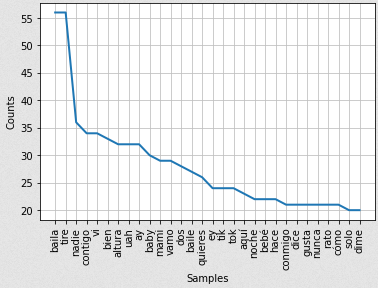 55
50
45
40
35
30
25
20
Counts
baila
tire
nadie
contigo
vi
bien
altura
uah
ay
baby
mami
vamo
dos
baile
quieres
ey
tik
tok
aquí
noche
bebé
hace
conmigo
dice
gusta
nunca
rato
cómo
solo
dime
Samples